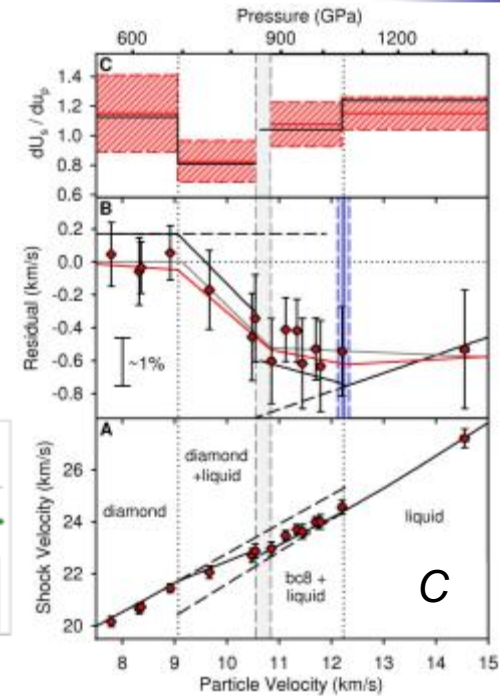 Pressure (GPa)
600 900 1200
C
dUs / dup
1.4
1.2
1.0
0.8
0.6
B
Residual (km/s)
0.2
0.0
-0.2
-0.4
-0.6
-0.8
~1%
A
Shock Velocity (km/s)
26
24
22
20
diamond
diamond
+liquid
bc8 +
liquid
liquid
C
8 9 10 11 12 13 14 15
Particle Velocity (km/s)